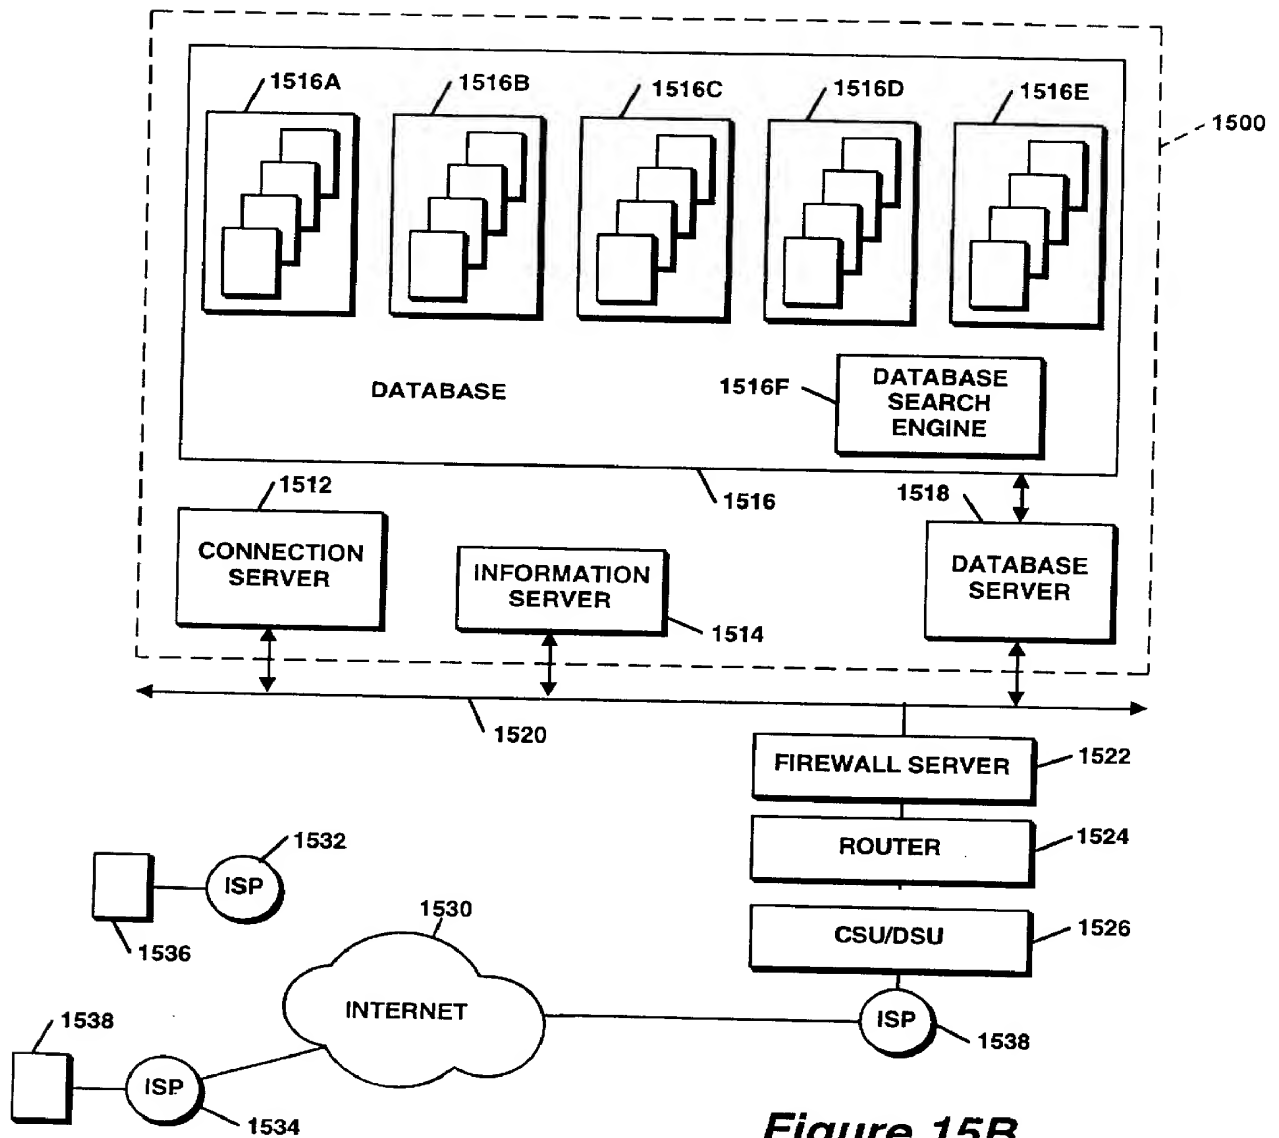 1516A
1516B
1516C
1516D
1516E
1500
DATABASE
1516F
DATABASE
SEARCH
ENGINE
1512
1516
1518
CONNECTION
SERVER
INFORMATION
SERVER
1514
DATABASE
SERVER
1520
FIREWALL SERVER
1522
ROUTER
1524
1532
ISP
1536
1530
CSU/DSU
1526
INTERNET
ISP
1538
1538
ISP
1534
Figure 15B